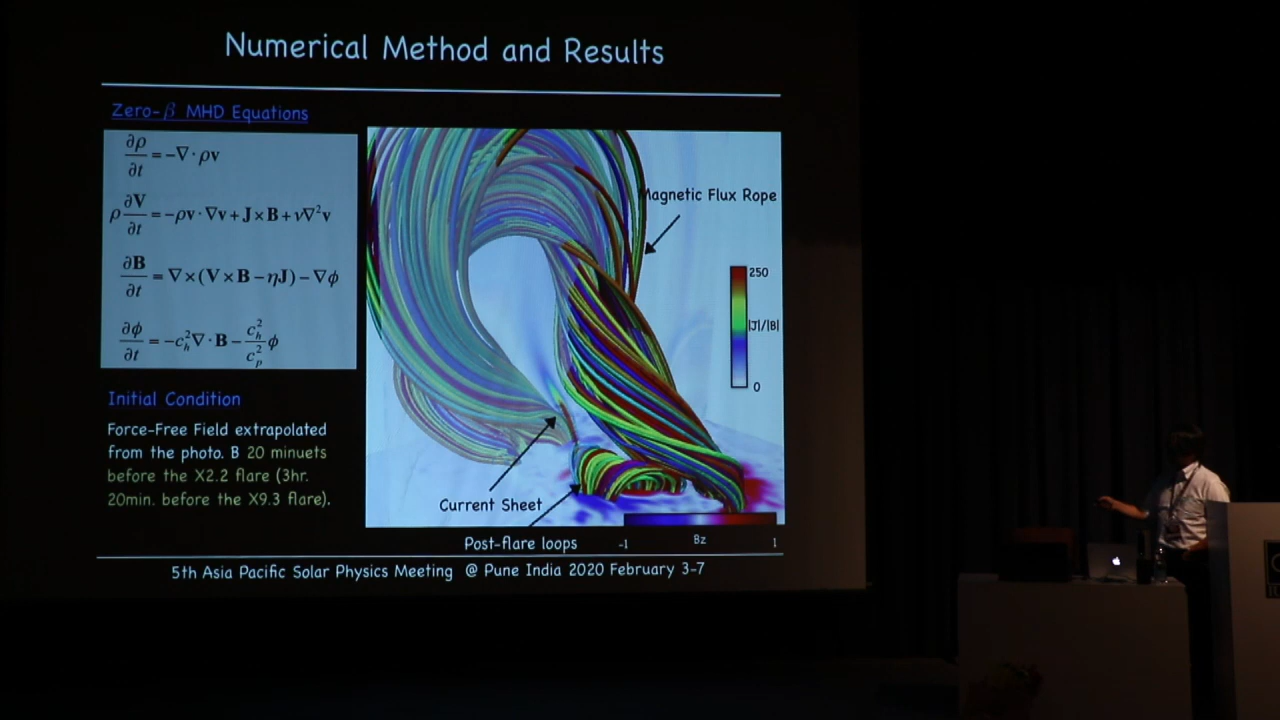 Numerical Method and Results
Zero-β MHD Equations
∂ρ/∂t = -∇·ρv
ρ ∂V/∂t = -ρv·∇v + J×B + ν∇²v
∂B/∂t = ∇×(V×B - ηJ) - ∇φ
∂φ/∂t = -c_h²∇·B - c_h²/c_p² φ
Initial Condition
Force-Free Field extrapolated
from the photo. B 20 minuets
before the X2.2 flare (3hr.
20min. before the X9.3 flare).
Magnetic Flux Rope
250
|J|/|B|
0
Current Sheet
Post-flare loops
-1
Bz
1
5th Asia Pacific Solar Physics Meeting @ Pune India 2020 February 3-7